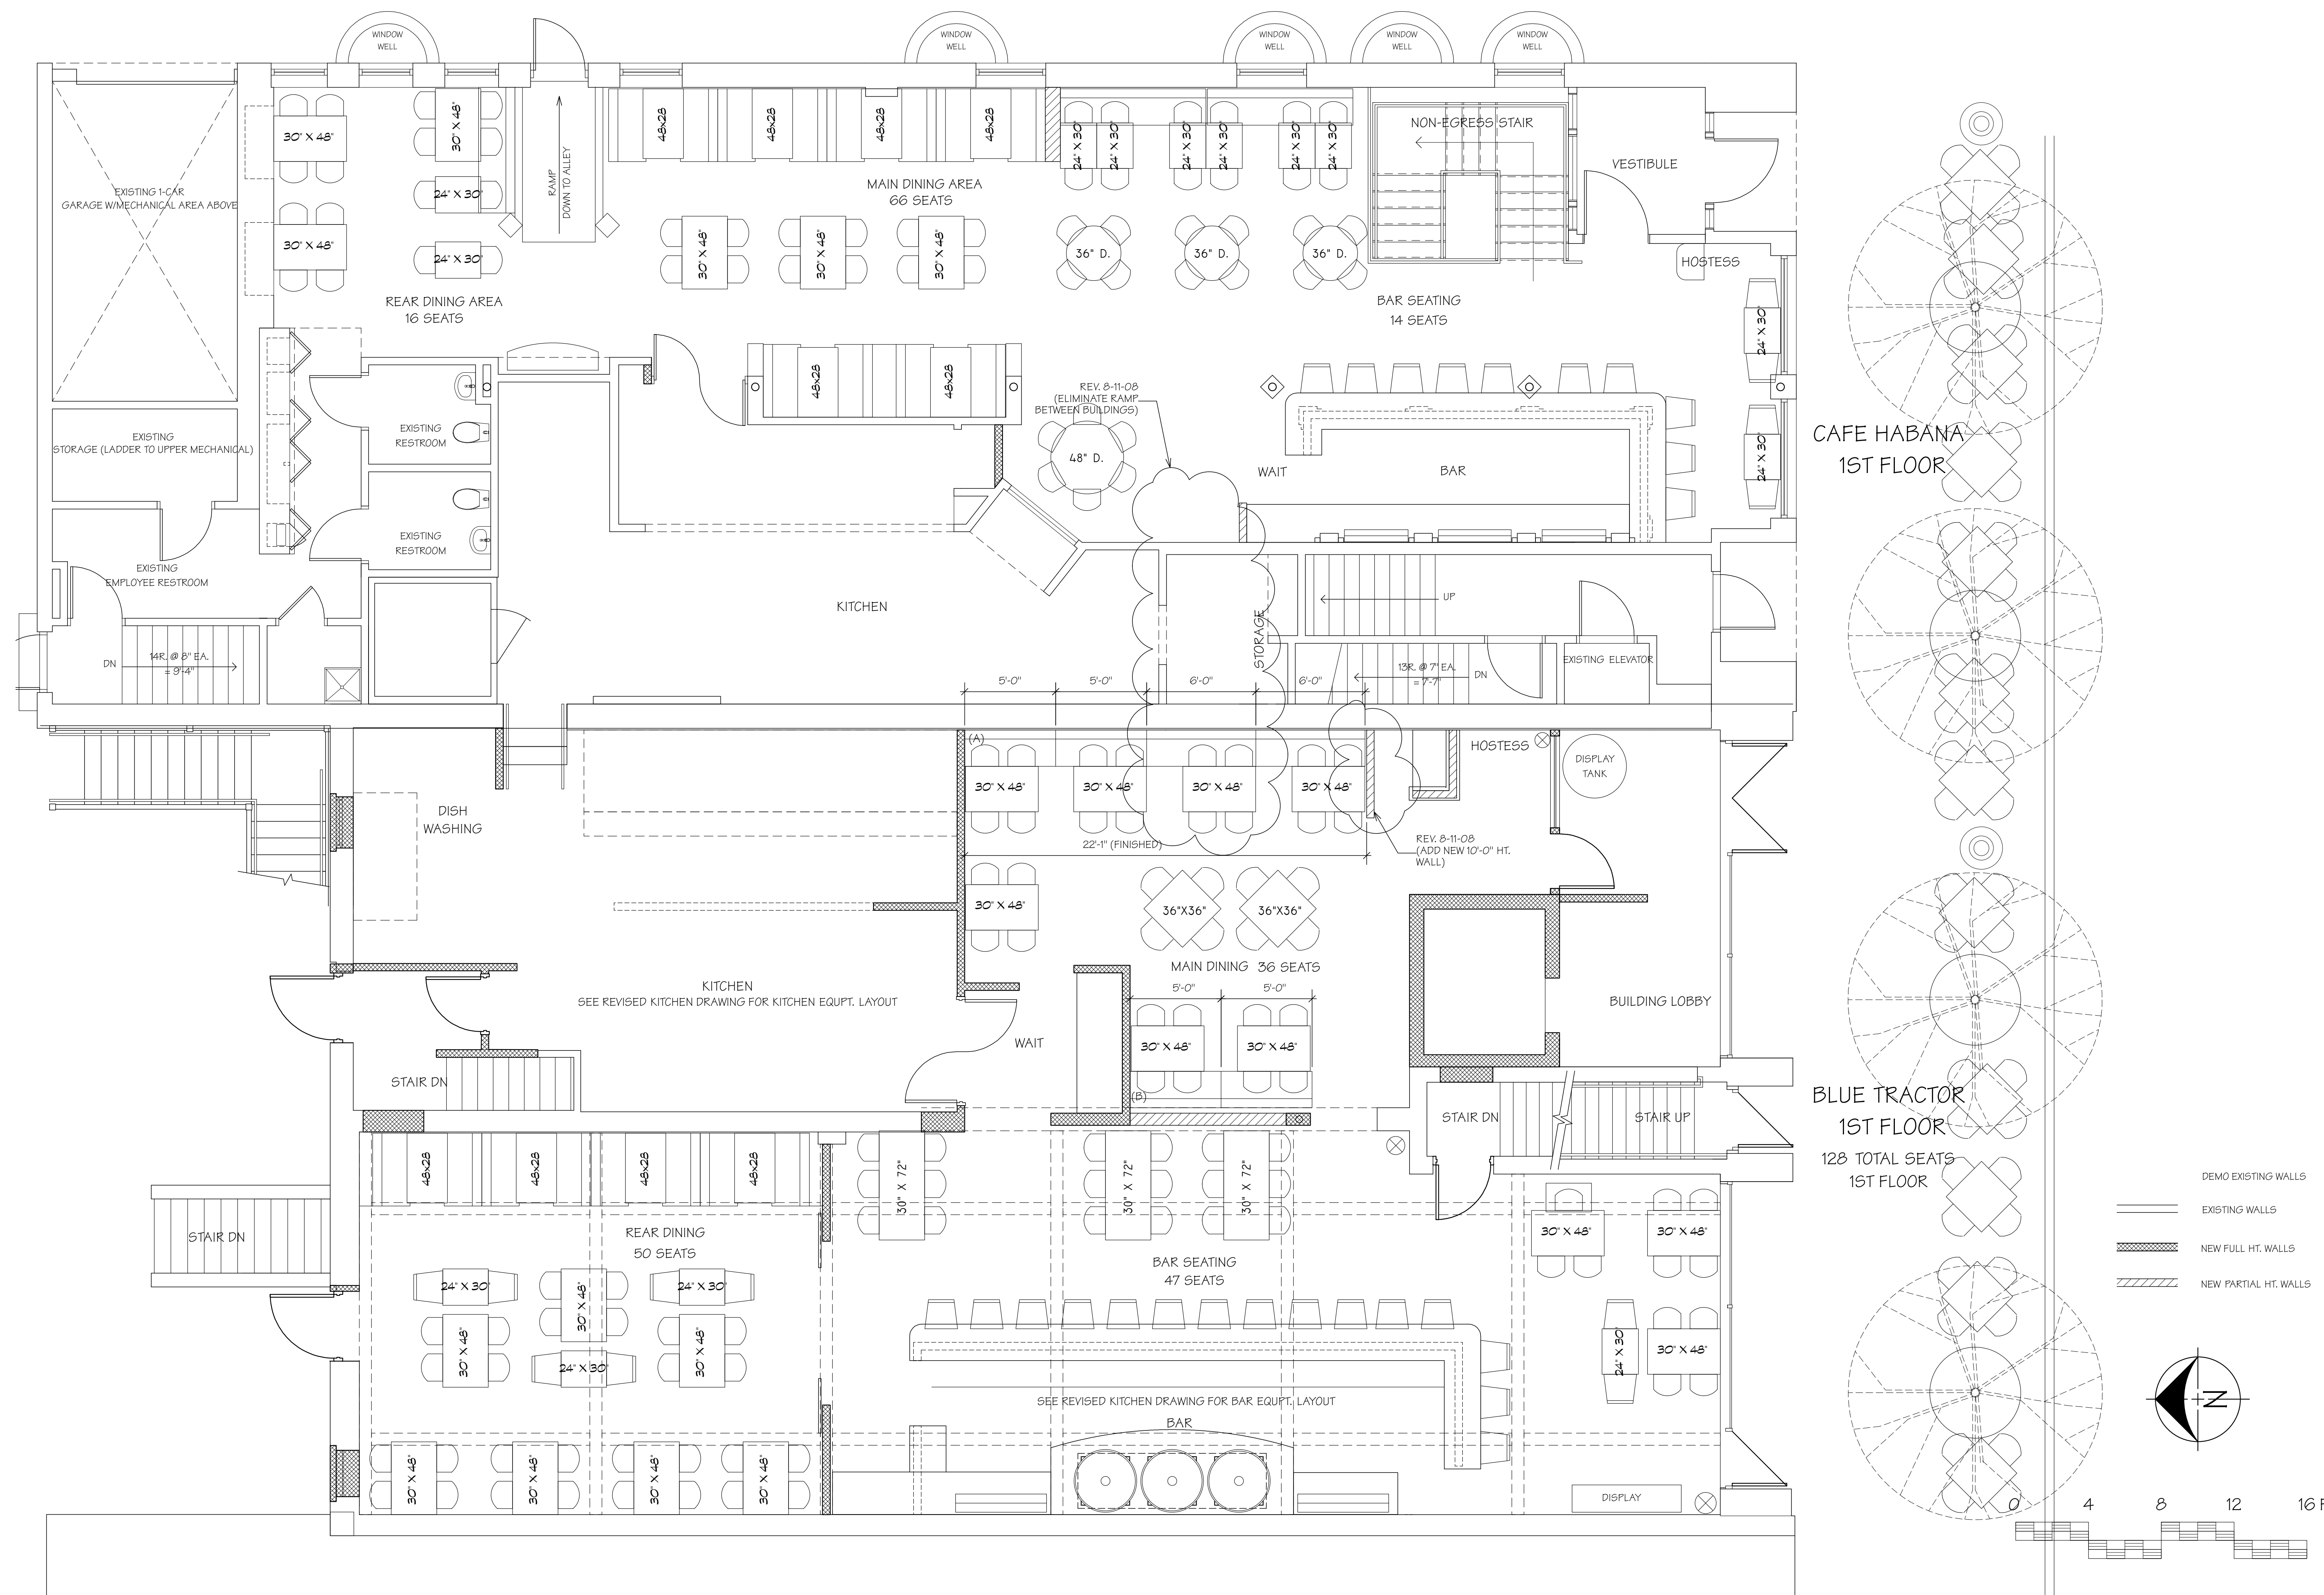 WINDOW
WELL
WINDOW
WELL
WINDOW
WELL
WINDOW
WELL
WINDOW
WELL
30" X 48"
30" X 48"
24" X 30"
24" X 30"
30" X 48"
EXISTING 1-CAR
GARAGE W/MECHANICAL AREA ABOVE
RAMP
DOWN TO ALLEY
48x28
48x28
48x28
48x28
MAIN DINING AREA
66 SEATS
24" X 30"
24" X 30"
24" X 30"
24" X 30"
24" X 30"
24" X 30"
NON-EGRESS STAIR
VESTIBULE
HOSTESS
30" X 48"
30" X 48"
30" X 48"
36" D.
36" D.
36" D.
REAR DINING AREA
16 SEATS
BAR SEATING
14 SEATS
24" X 30"
24" X 30"
48x28
48x28
REV. 8-11-08
(ELIMINATE RAMP
BETWEEN BUILDINGS)
48" D.
WAIT
BAR
CAFE HABANA
1ST FLOOR
EXISTING
STORAGE (LADDER TO UPPER MECHANICAL)
EXISTING
RESTROOM
EXISTING
RESTROOM
EXISTING
EMPLOYEE RESTROOM
KITCHEN
STORAGE
UP
DN
14R. @ 8" EA.
= 9'-4"
13R. @ 7" EA.
= 7'-7"
DN
EXISTING ELEVATOR
5'-0"
5'-0"
6'-0"
6'-0"
(A)
30" X 48"
30" X 48"
30" X 48"
30" X 48"
HOSTESS
DISPLAY
TANK
DISH
WASHING
22'-1" (FINISHED)
REV. 8-11-08
(ADD NEW 10'-0" HT.
WALL)
30" X 48"
36"X36"
36"X36"
MAIN DINING 36 SEATS
5'-0"
5'-0"
KITCHEN
SEE REVISED KITCHEN DRAWING FOR KITCHEN EQUPT. LAYOUT
WAIT
30" X 48"
30" X 48"
(B)
BUILDING LOBBY
STAIR DN
STAIR DN
STAIR UP
BLUE TRACTOR
1ST FLOOR
128 TOTAL SEATS
1ST FLOOR
DEMO EXISTING WALLS
EXISTING WALLS
NEW FULL HT. WALLS
NEW PARTIAL HT. WALLS
48x28
48x28
48x28
48x28
30" X 72"
30" X 72"
30" X 72"
STAIR DN
REAR DINING
50 SEATS
BAR SEATING
47 SEATS
30" X 48"
30" X 48"
24" X 30"
30" X 48"
24" X 30"
30" X 48"
24" X 30"
30" X 48"
24" X 30"
30" X 48"
SEE REVISED KITCHEN DRAWING FOR BAR EQUPT. LAYOUT
BAR
30" X 48"
30" X 48"
30" X 48"
30" X 48"
DISPLAY
N
0 4 8 12 16 F